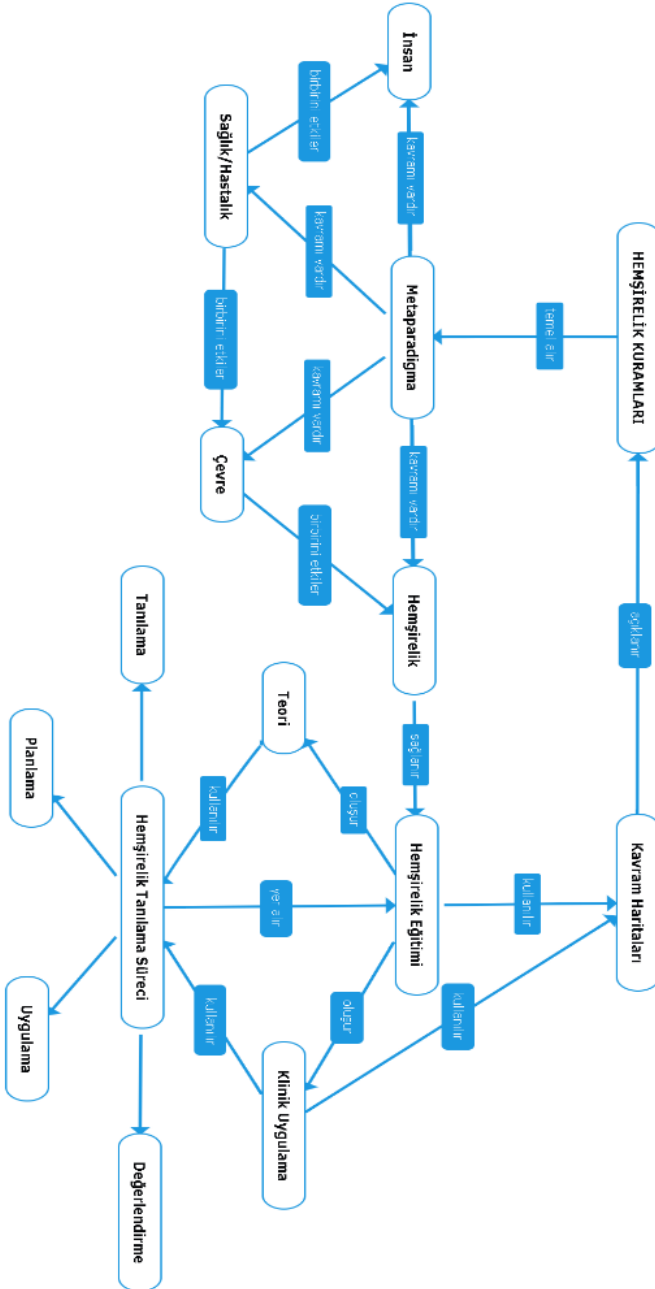 HEMŞİRELİK KURAMLARI
açıklanır
Kavram Haritaları
temel alır
kullanılır
kullanılır
İnsan
kavramı vardır
Metaparadigma
kavramı vardır
Hemşirelik
sağlanır
Hemşirelik Eğitimi
birbirini etkiler
kavramı vardır
kavramı vardır
birbirini etkiler
oluşur
oluşur
Sağlık/Hastalık
birbirini etkiler
Çevre
Teori
yer alır
Klinik Uygulama
kullanılır
kullanılır
Tanılama
Hemşirelik Tanılama Süreci
Değerlendirme
Planlama
Uygulama